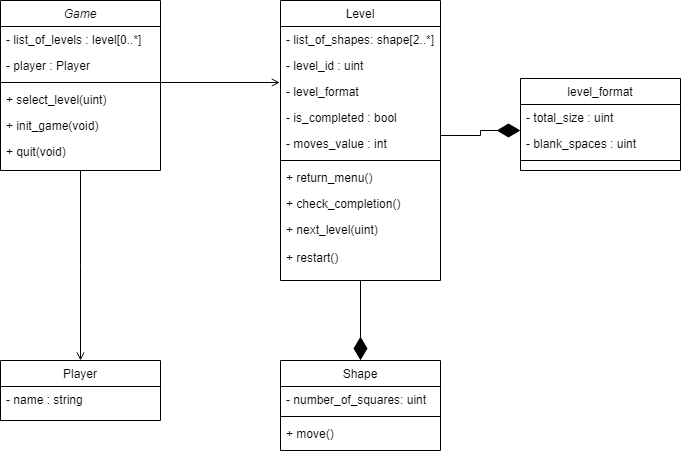 Game
- list_of_levels : level[0..*]
- player : Player
+ select_level(uint)
+ init_game(void)
+ quit(void)
Level
- list_of_shapes: shape[2..*]
- level_id : uint
- level_format
- is_completed : bool
- moves_value : int
+ return_menu()
+ check_completion()
+ next_level(uint)
+ restart()
level_format
- total_size : uint
- blank_spaces : uint
Player
- name : string
Shape
- number_of_squares: uint
+ move()